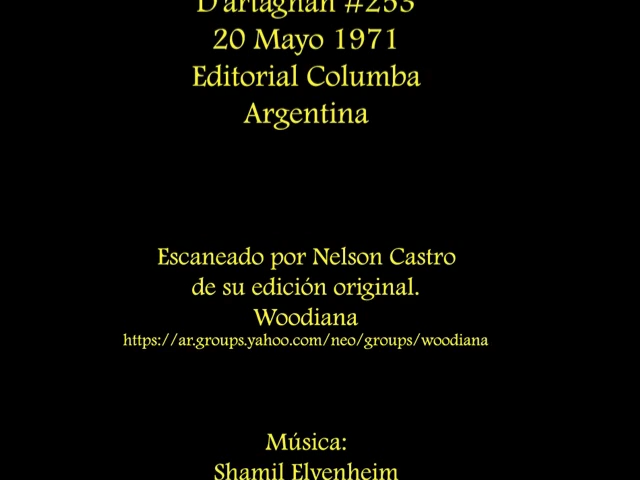 D'artagnan #253
20 Mayo 1971
Editorial Columba
Argentina
Escaneado por Nelson Castro
de su edición original.
Woodiana
https://ar.groups.yahoo.com/neo/groups/woodiana
Música:
Shamil Elvenheim